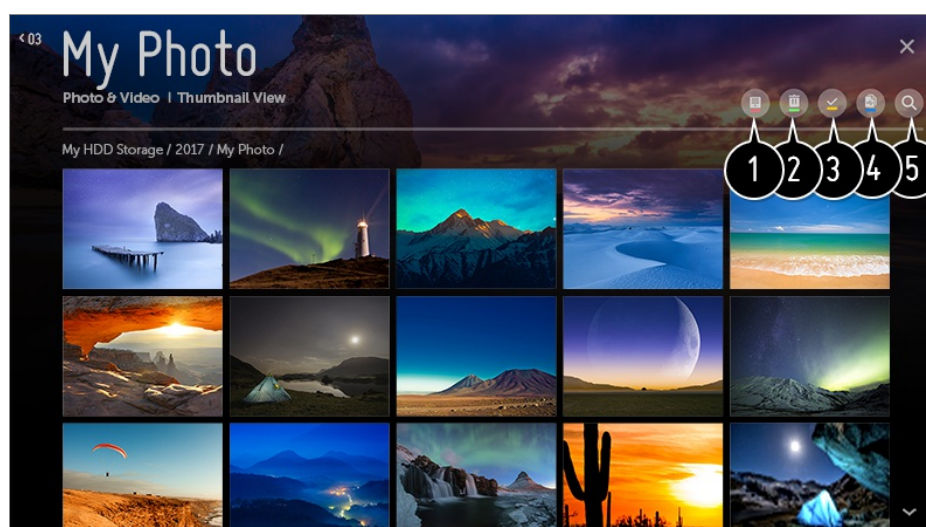 < 03
My Photo
Photo & Video | Thumbnail View
My HDD Storage / 2017 / My Photo /
1 2 3 4 5